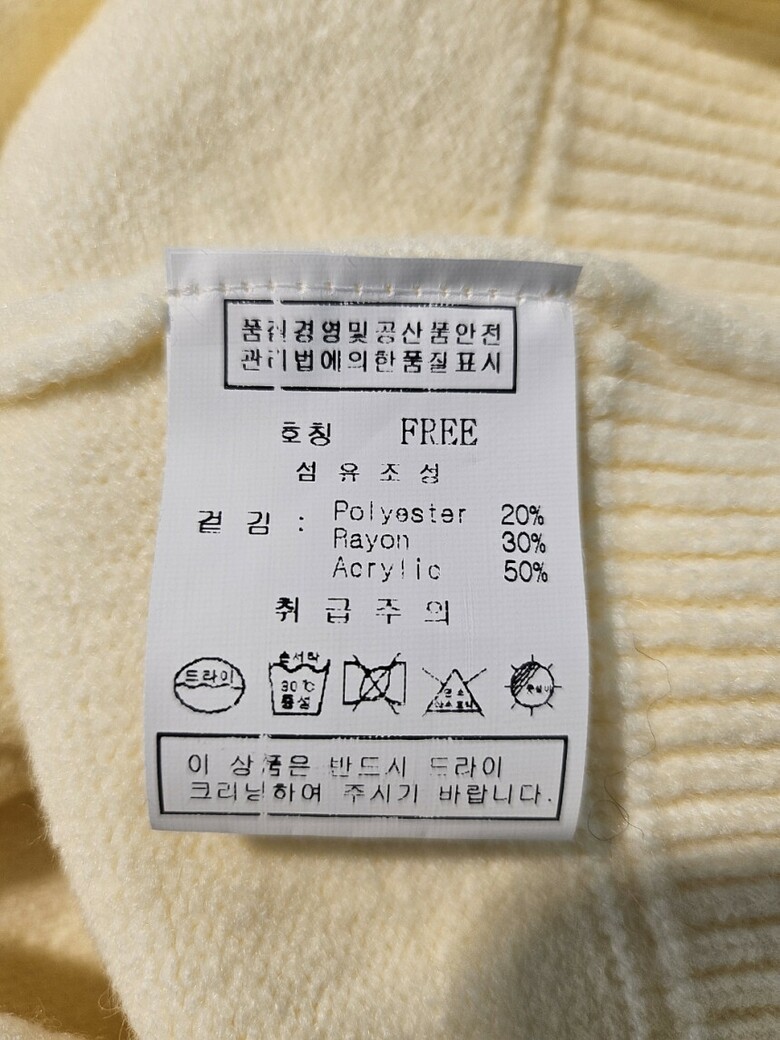 품질경영및공산품안전
관리법에의한품질표시
호칭 FREE
섬유조성
겉감 : Polyester 20%
Rayon 30%
Acrylic 50%
취급주의
드라이
손세탁
30℃
중성
염소
이 상품은 반드시 드라이
크리닝하여 주시기 바랍니다.